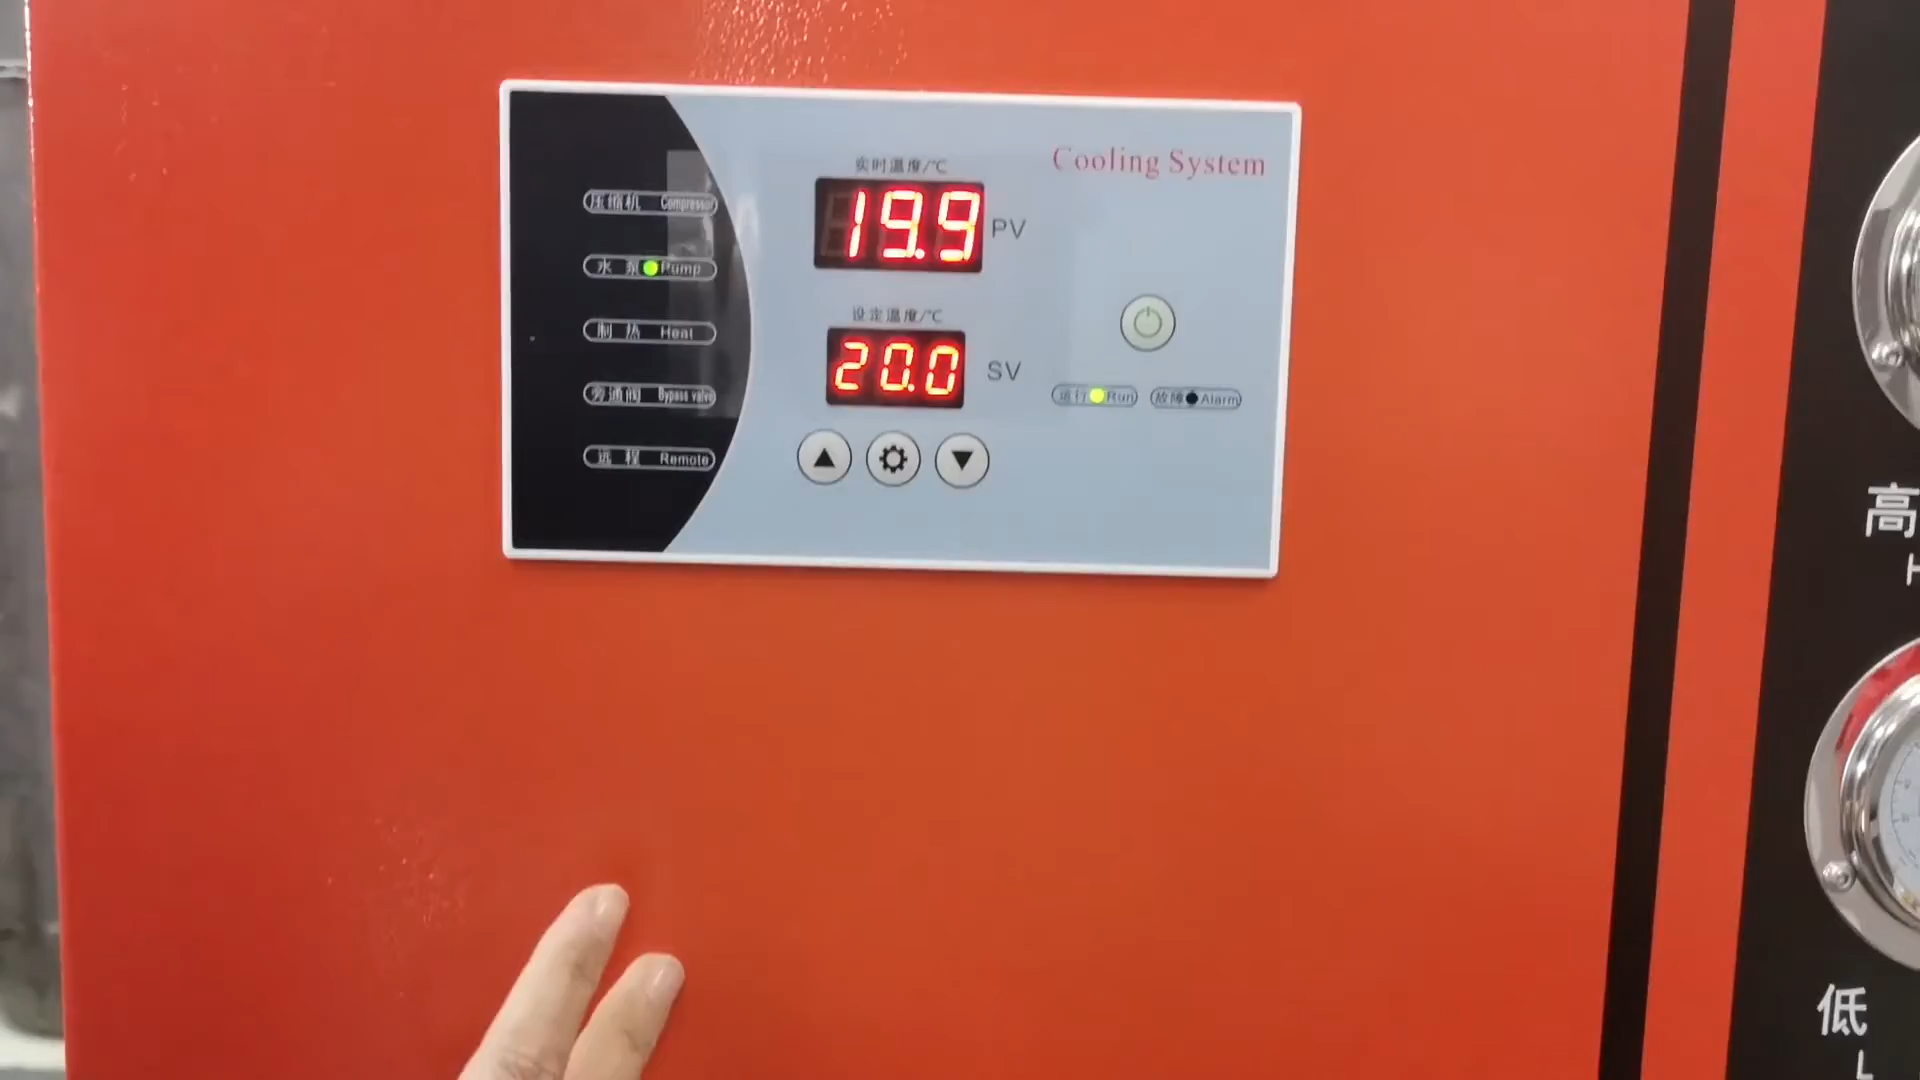 实时温度/℃
Cooling System
19.9 PV
压缩机 Compressor
水泵 Pump
制热 Heat
旁通阀 Bypass valve
远程 Remote
设定温度/℃
20.0 SV
运行 Run
故障 Alarm
高
H
低
L